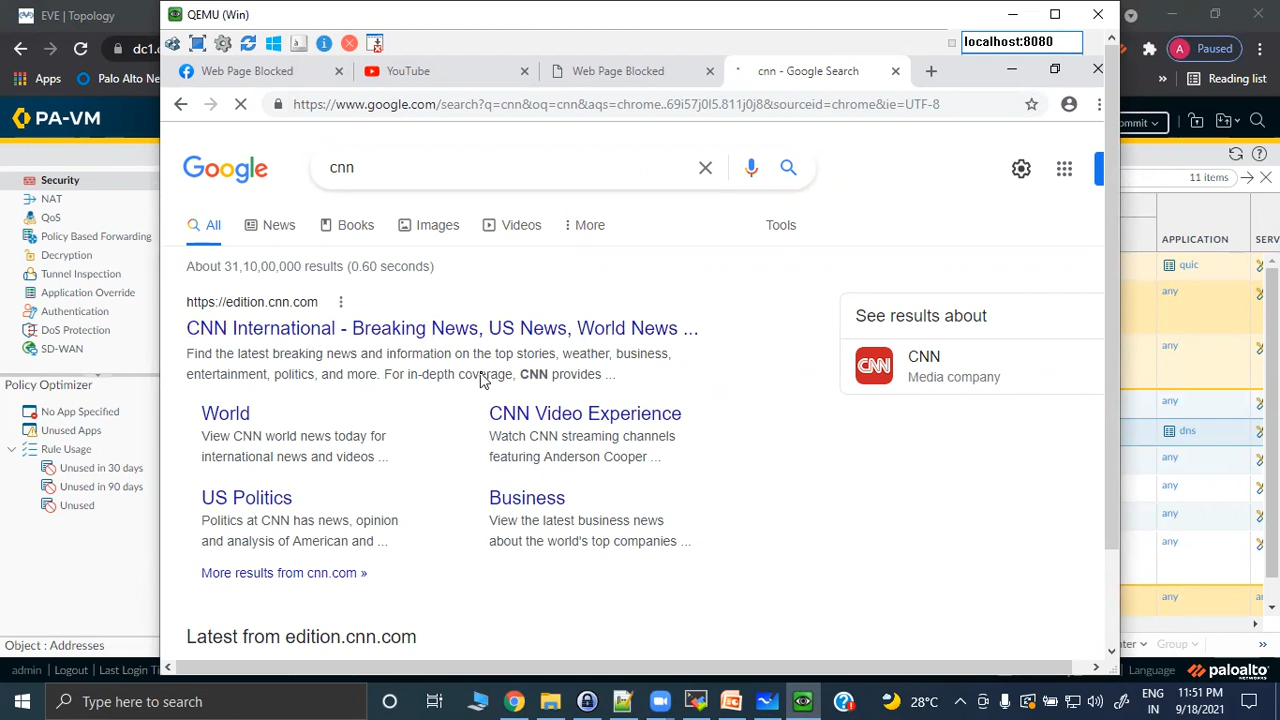 EVE | Topology
QEMU (Win)
localhost:8080
Web Page Blocked
YouTube
Web Page Blocked
cnn - Google Search
dc1.e
Paused
https://www.google.com/search?q=cnn&oq=cnn&aqs=chrome..69i57j0l5j11j0j8&sourceid=chrome&ie=UTF-8
Apps
Palo Alto Ne
Reading list
PA-VM
ommit
Google
cnn
11 items
Security
NAT
QoS
Policy Based Forwarding
Decryption
Tunnel Inspection
Application Override
Authentication
DoS Protection
SD-WAN
All
News
Books
Images
Videos
More
Tools
APPLICATION
SERV
About 31,10,00,000 results (0.60 seconds)
quic
any
https://edition.cnn.com
CNN International - Breaking News, US News, World News ...
Find the latest breaking news and information on the top stories, weather, business,
entertainment, politics, and more. For in-depth coverage, CNN provides ...
See results about
CNN
Media company
any
Policy Optimizer
No App Specified
Unused Apps
Rule Usage
Unused in 30 days
Unused in 90 days
Unused
World
View CNN world news today for
international news and videos ...
CNN Video Experience
Watch CNN streaming channels
featuring Anderson Cooper ...
any
dns
any
any
any
any
any
an
US Politics
Politics at CNN has news, opinion
and analysis of American and ...
Business
View the latest business news
about the world's top companies ...
More results from cnn.com »
Latest from edition.cnn.com
Object : Addresses
nter
Group
admin | Logout | Last Login Ti
Language
paloalto
Type here to search
28°C
ENG
IN
11:51 PM
9/18/2021